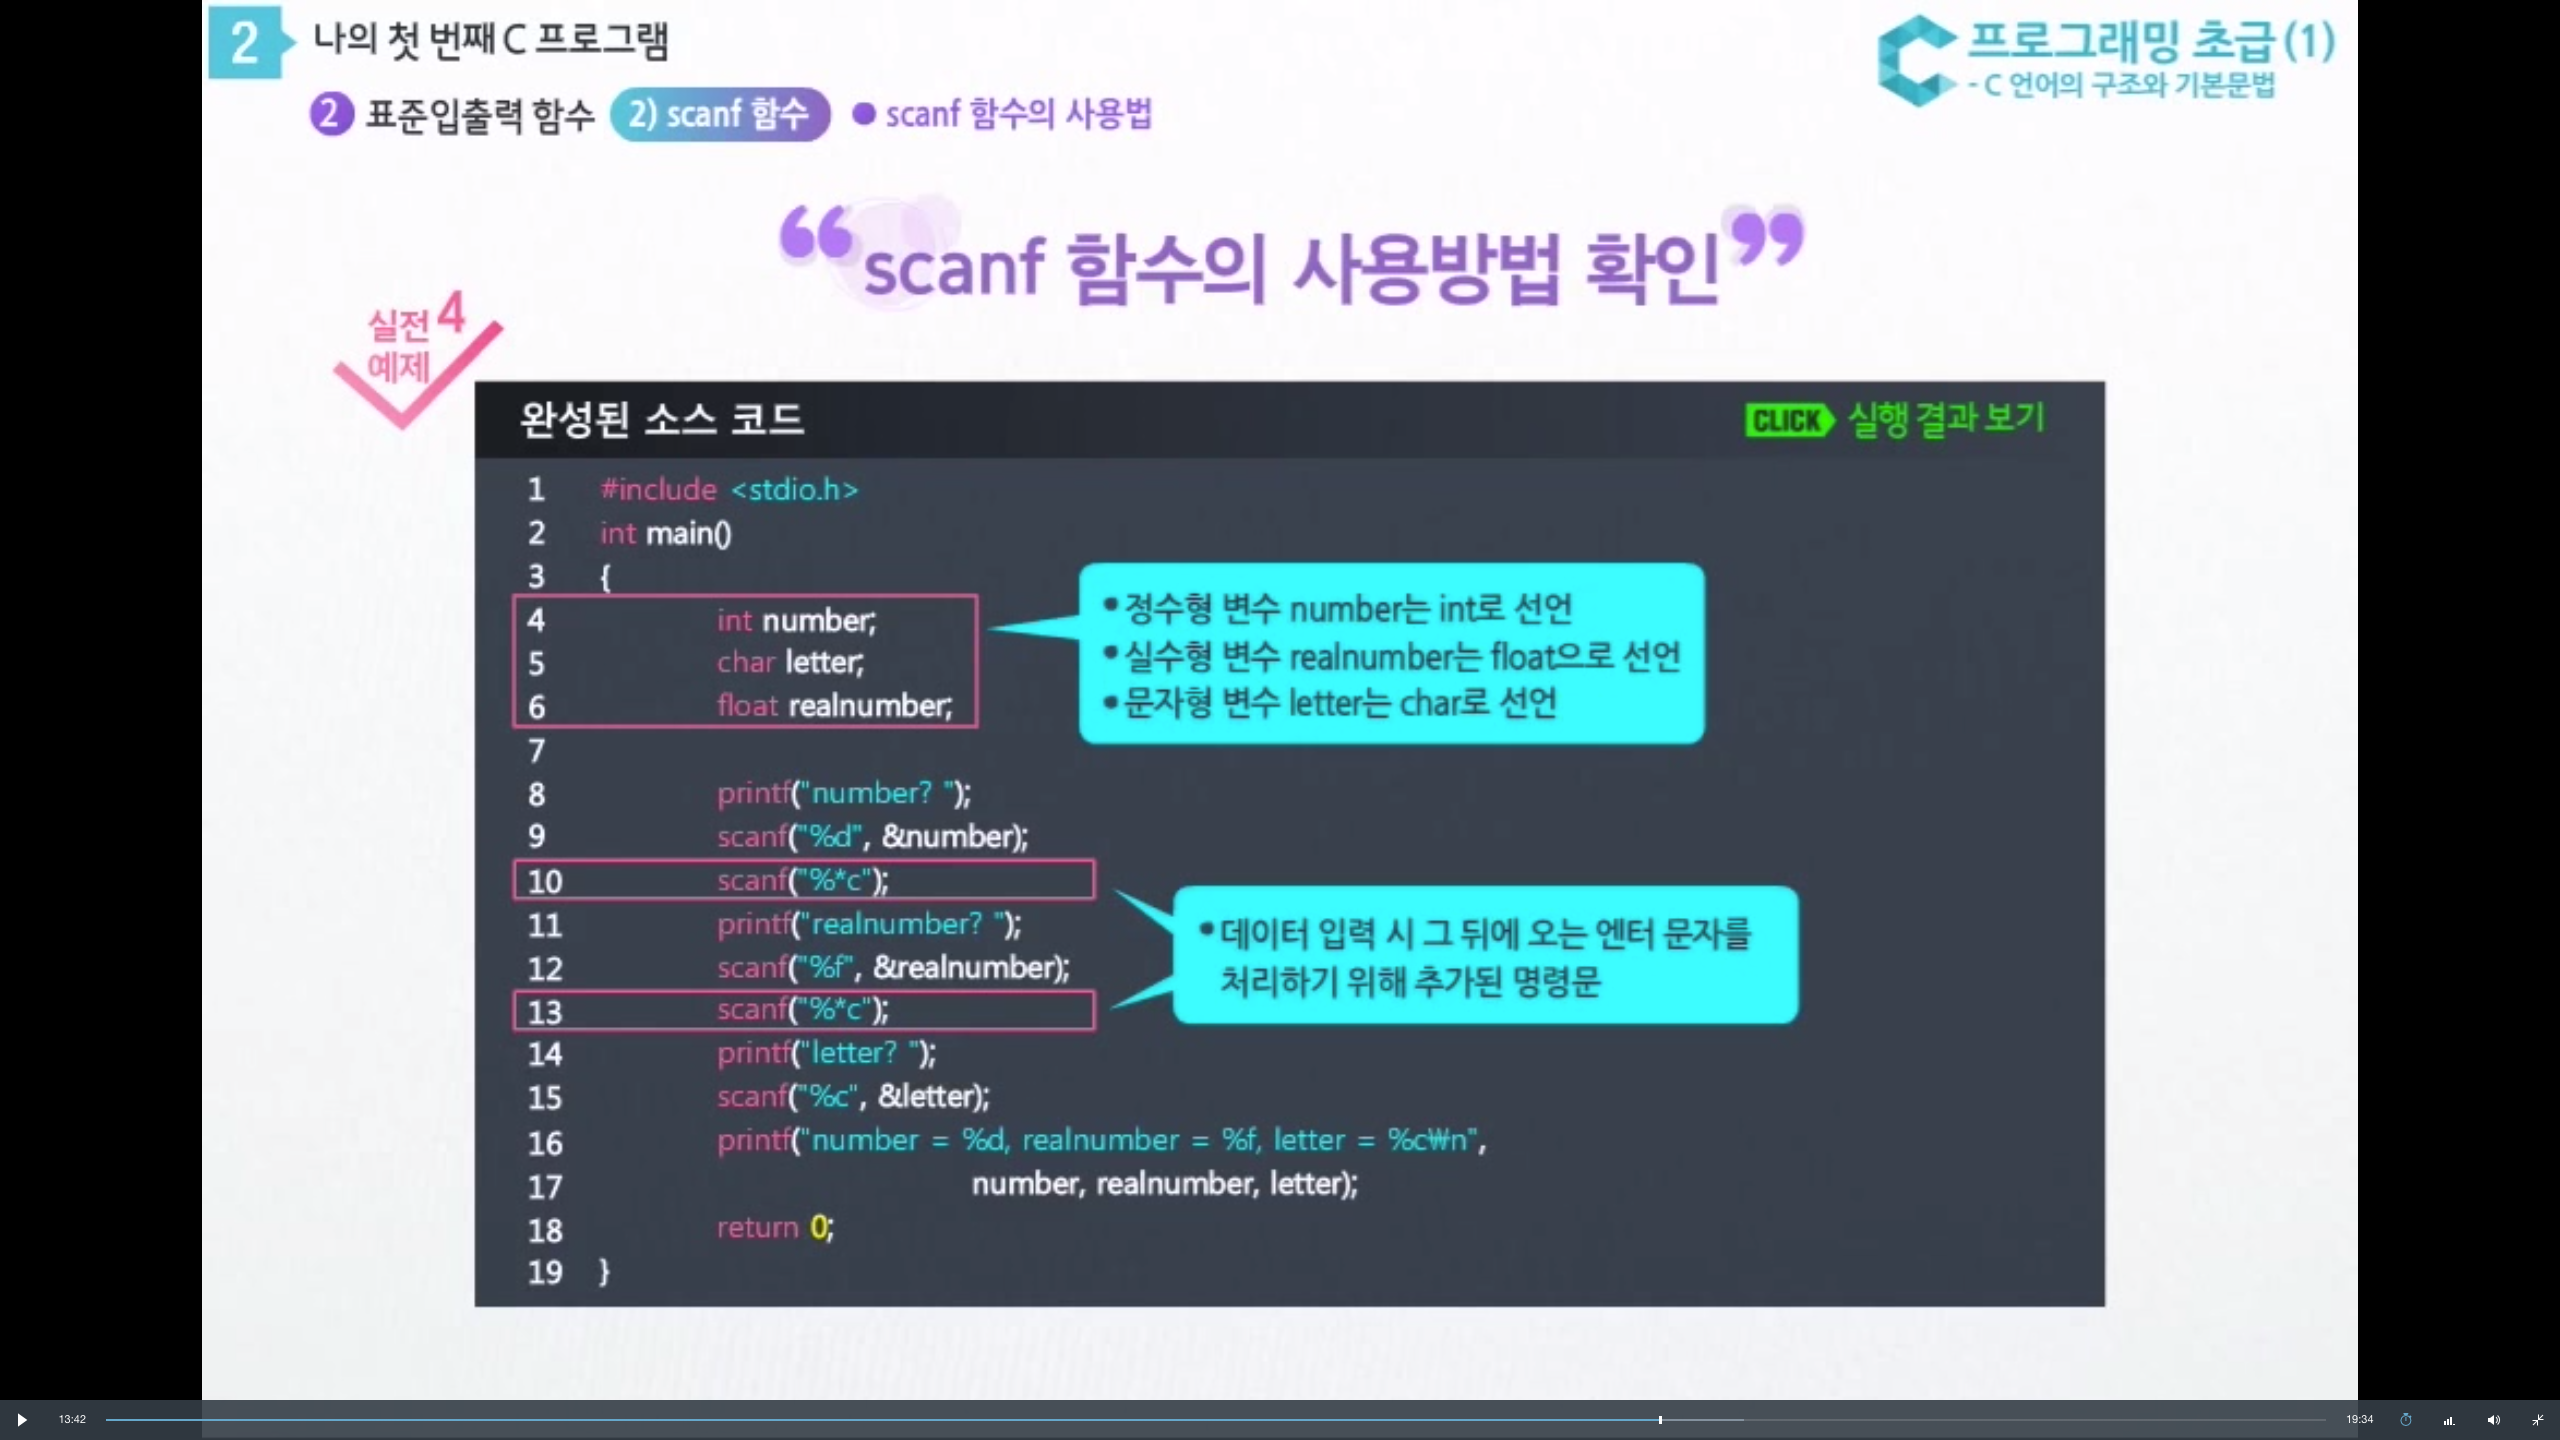 2 나의 첫 번째 C 프로그램
프로그래밍 초급(1)
- C 언어의 구조와 기본문법
2 표준입출력 함수 2) scanf 함수 ● scanf 함수의 사용법
“scanf 함수의 사용방법 확인”
실전 4
예제
완성된 소스 코드
CLICK 실행 결과 보기
1 #include <stdio.h>
2 int main()
3 {
4 int number;
5 char letter;
6 float realnumber;
• 정수형 변수 number는 int로 선언
• 실수형 변수 realnumber는 float으로 선언
• 문자형 변수 letter는 char로 선언
7
8 printf("number? ");
9 scanf("%d", &number);
10 scanf("%*c");
11 printf("realnumber? ");
12 scanf("%f", &realnumber);
13 scanf("%*c");
• 데이터 입력 시 그 뒤에 오는 엔터 문자를
처리하기 위해 추가된 명령문
14 printf("letter? ");
15 scanf("%c", &letter);
16 printf("number = %d, realnumber = %f, letter = %c₩n",
17 number, realnumber, letter);
18 return 0;
19 }
13:42
19:34